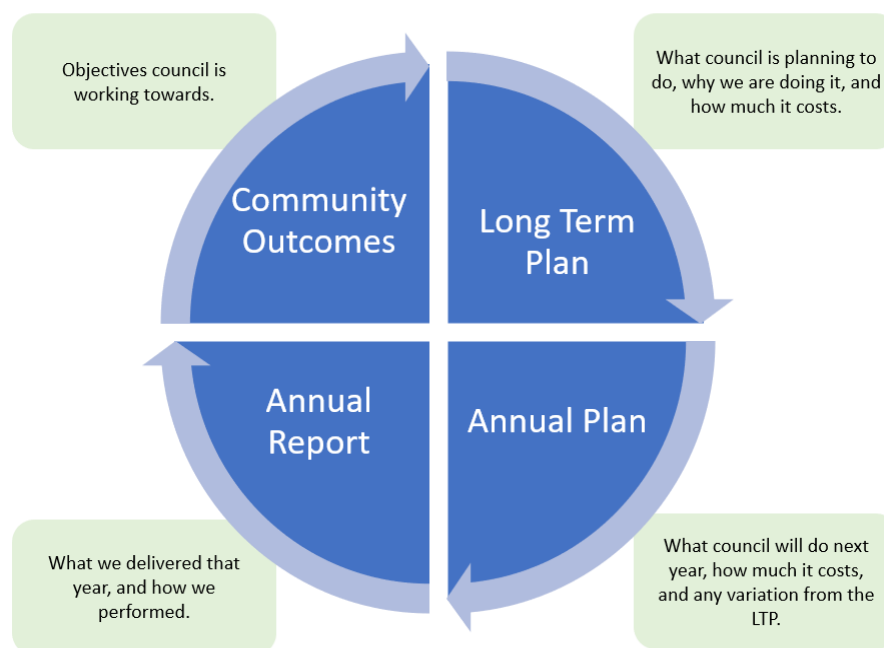 Objectives council is
working towards.
What council is planning to
do, why we are doing it, and
how much it costs.
Community
Outcomes
Long Term
Plan
Annual
Report
Annual Plan
What we delivered that
year, and how we
performed.
What council will do next
year, how much it costs,
and any variation from the
LTP.